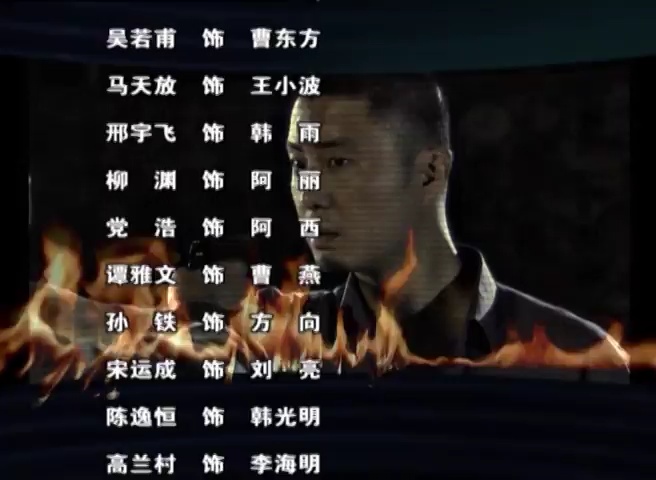 吴若甫 饰 曹东方
马天放 饰 王小波
邢宇飞 饰 韩 雨
柳 渊 饰 阿 丽
党 浩 饰 阿 西
谭雅文 饰 曹 燕
孙 铁 饰 方 向
宋运成 饰 刘 亮
陈逸恒 饰 韩光明
高兰村 饰 李海明